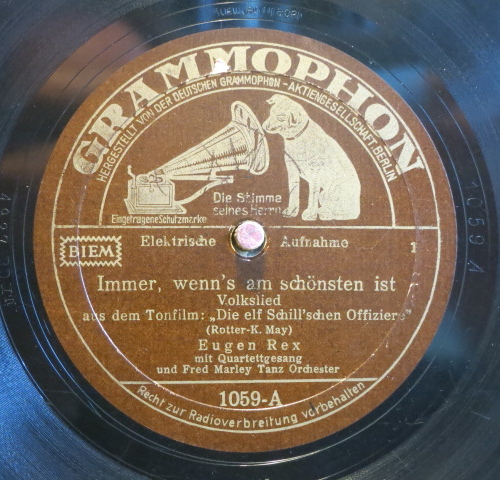 GRAMMOPHON
HERGESTELLT VON DER DEUTSCHEN GRAMMOPHON - AKTIENGESELLSCHAFT, BERLIN
Die Stimme
seines Herrn
Eingetragene Schutzmarke
BIEM
Elektrische Aufnahme 1
Immer, wenn's am schönsten ist
Volkslied
aus dem Tonfilm: „Die elf Schill'schen Offiziere"
(Rotter-K. May)
Eugen Rex
mit Quartettgesang
und Fred Marley Tanz Orchester
1059-A
Recht zur Radioverbreitung vorbehalten
1059 A